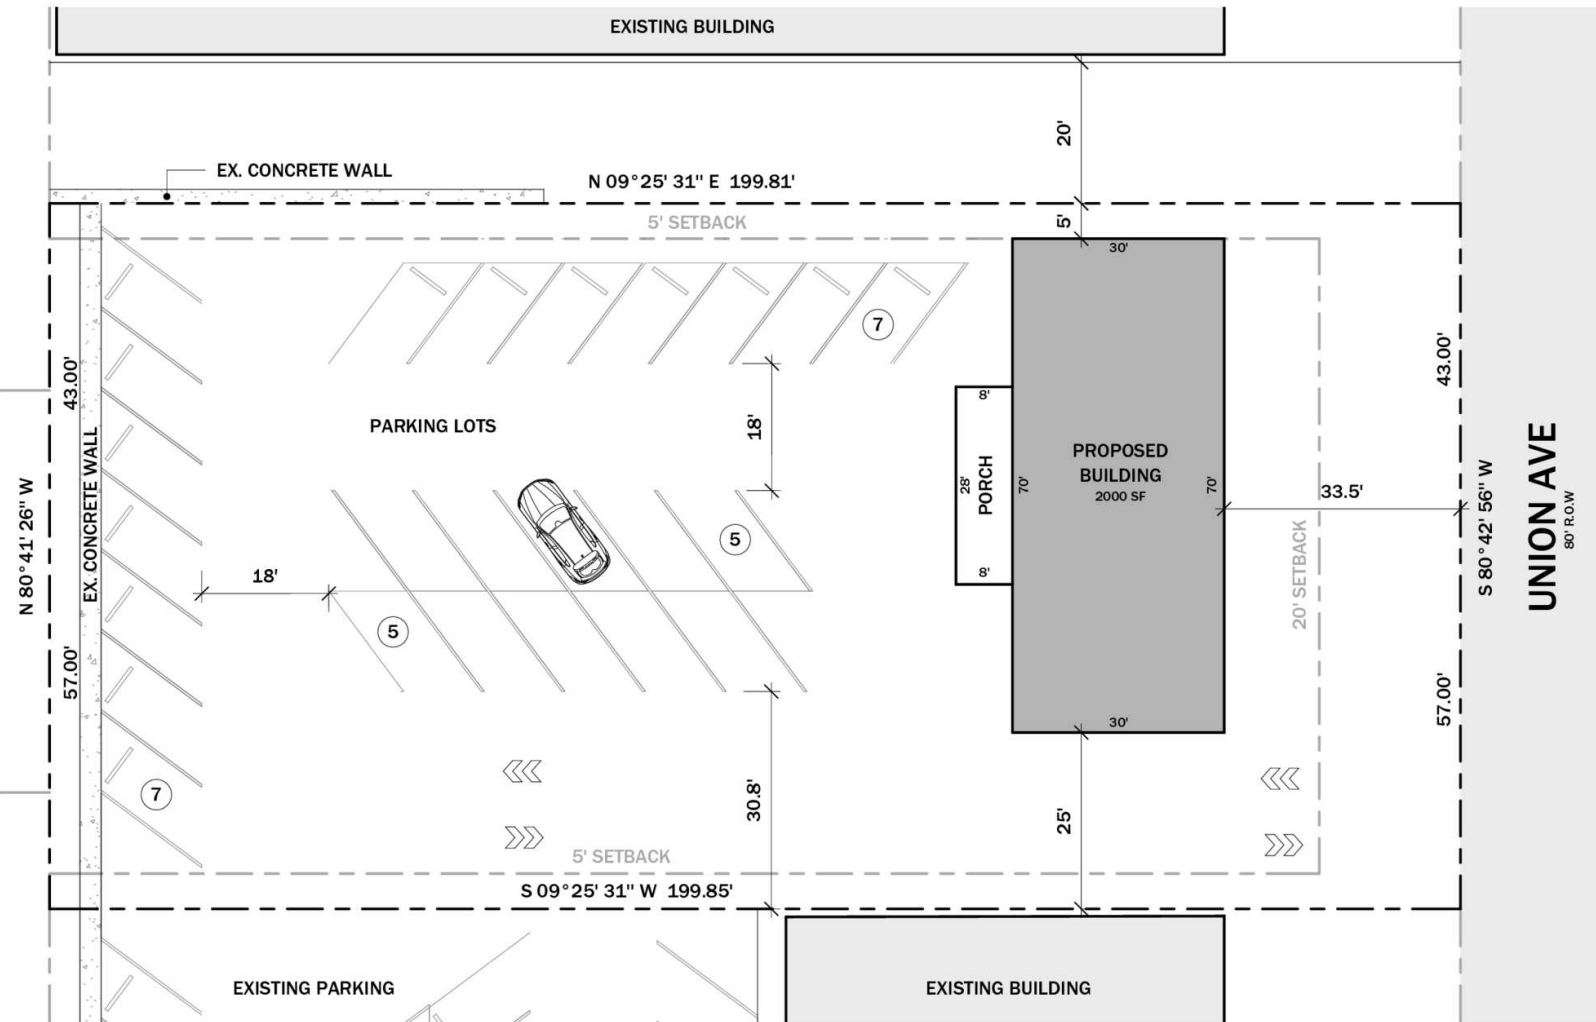 EXISTING BUILDING
20'
EX. CONCRETE WALL
N 09°25' 31" E 199.81'
5' SETBACK
5'
30'
7
43.00'
43.00'
8'
PARKING LOTS
18'
EX. CONCRETE WALL
N 80°41' 26" W
28'
PORCH
70'
PROPOSED
BUILDING
2000 SF
70'
33.5'
S 80°42' 56" W
UNION AVE
80' R.O.W
20' SETBACK
5
18'
8'
5
57.00'
57.00'
30'
7
30.8'
25'
5' SETBACK
S 09°25' 31" W 199.85'
EXISTING PARKING
EXISTING BUILDING